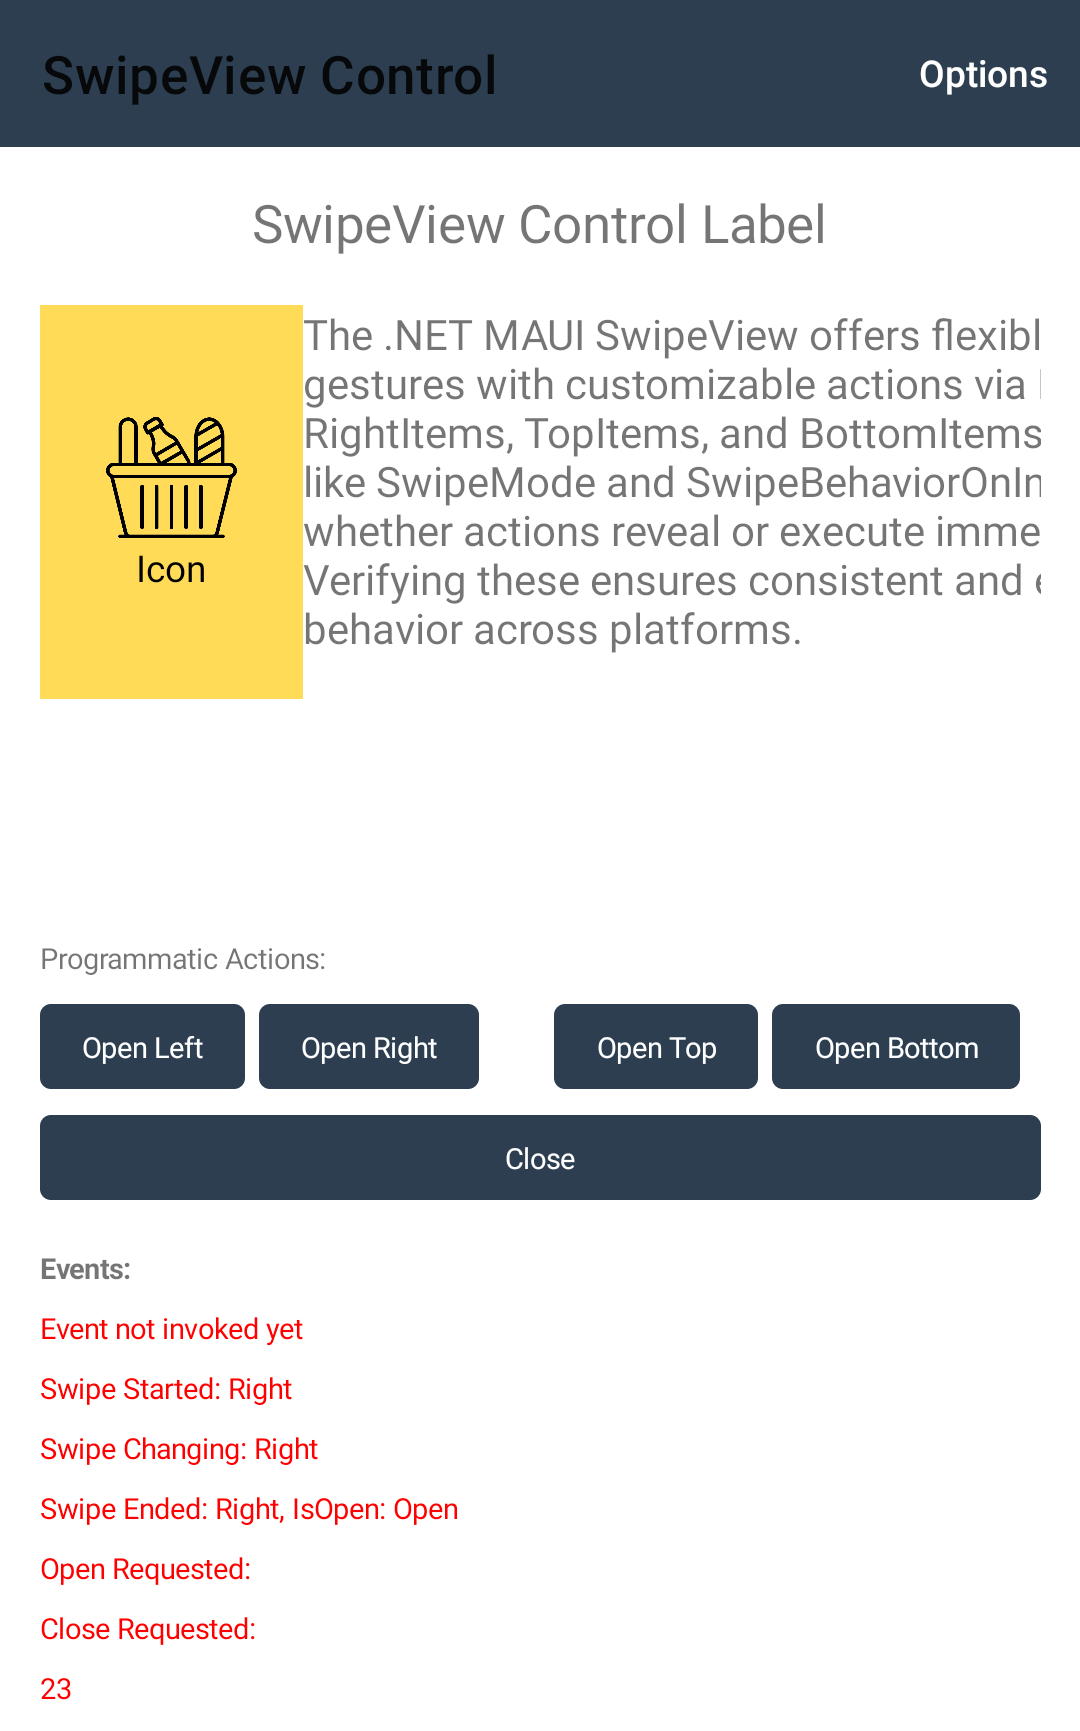 SwipeView Control
Options
SwipeView Control Label
Icon
The .NET MAUI SwipeView offers flexibl
gestures with customizable actions via
RightItems, TopItems, and BottomItems
like SwipeMode and SwipeBehaviorOnIn
whether actions reveal or execute imme
Verifying these ensures consistent and e
behavior across platforms.
Programmatic Actions:
Open Left
Open Right
Open Top
Open Bottom
Close
Events:
Event not invoked yet
Swipe Started: Right
Swipe Changing: Right
Swipe Ended: Right, IsOpen: Open
Open Requested:
Close Requested:
23